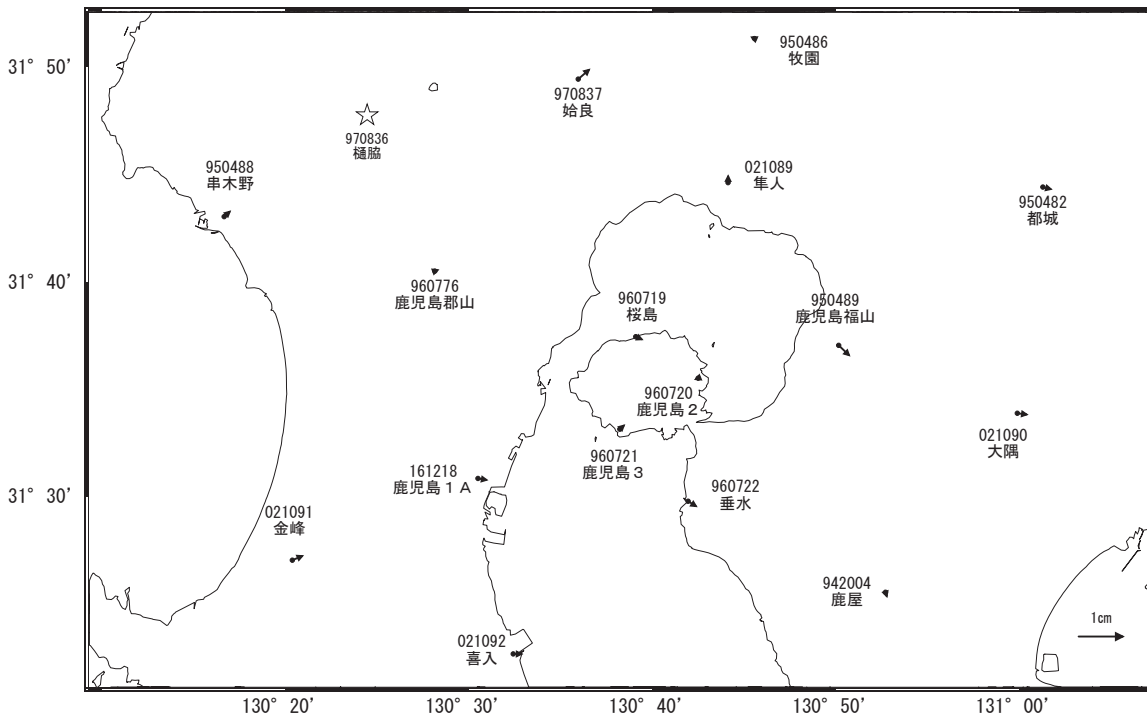 950486
牧園
31° 50′
970837
姶良
970836
樋脇
950488
串木野
021089
隼人
950482
都城
31° 40′
960776
鹿児島郡山
960719
桜島
950489
鹿児島福山
960720
鹿児島２
021090
大隅
960721
鹿児島３
161218
鹿児島１Ａ
960722
垂水
31° 30′
021091
金峰
942004
鹿屋
1cm
021092
喜入
130° 20′
130° 30′
130° 40′
130° 50′
131° 00′